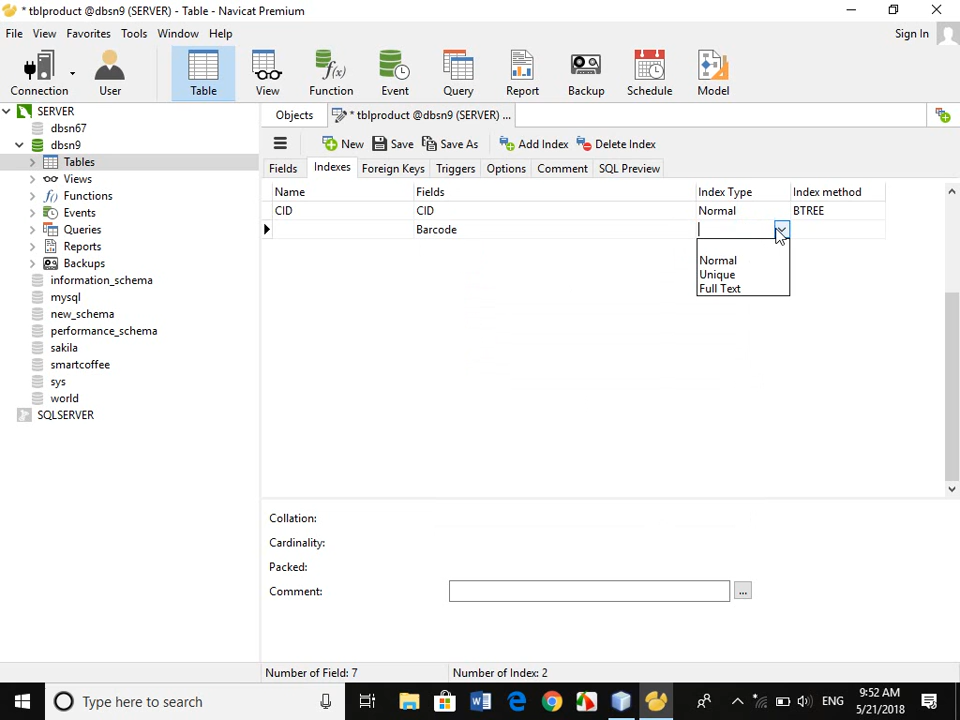 * tblproduct @dbsn9 (SERVER) - Table - Navicat Premium
File View Favorites Tools Window Help Sign In
Connection User Table View Function Event Query Report Backup Schedule Model
SERVER
dbsn67
dbsn9
Tables
Views
Functions
Events
Queries
Reports
Backups
information_schema
mysql
new_schema
performance_schema
sakila
smartcoffee
sys
world
SQLSERVER
Objects * tblproduct @dbsn9 (SERVER) ...
New Save Save As Add Index Delete Index
Fields Indexes Foreign Keys Triggers Options Comment SQL Preview
Name Fields Index Type Index method
CID CID Normal BTREE
Barcode
Normal
Unique
Full Text
Collation:
Cardinality:
Packed:
Comment: ...
Number of Field: 7 Number of Index: 2
Type here to search ENG 9:52 AM
5/21/2018